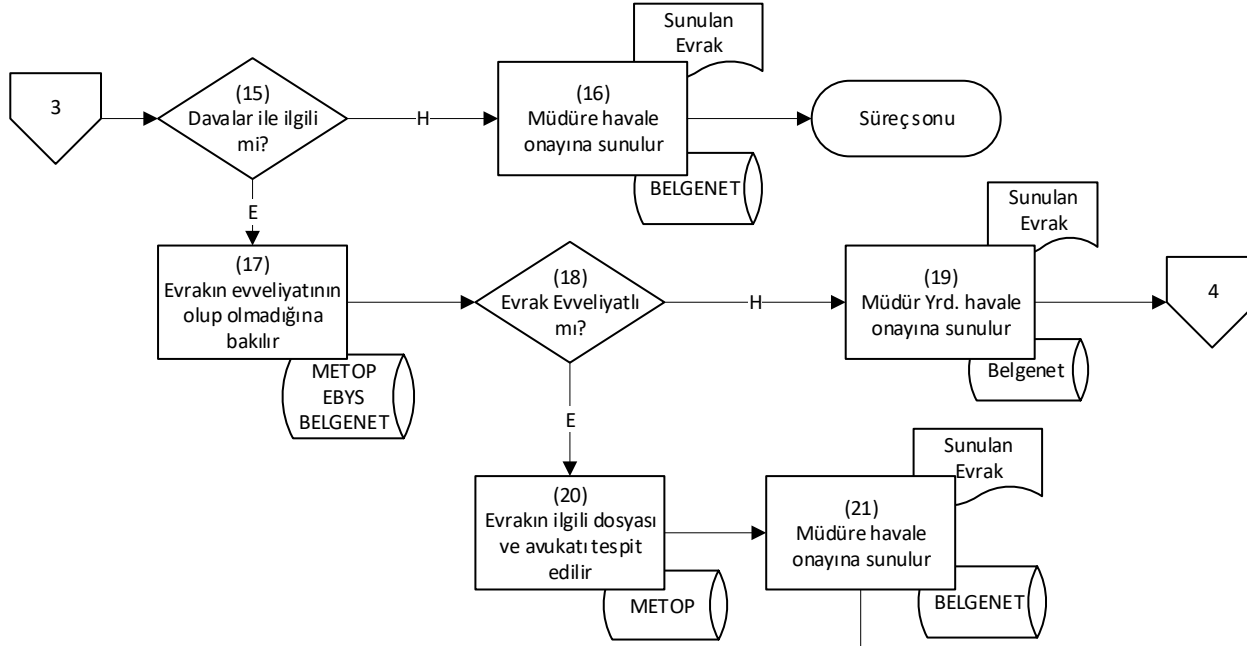 3
(15)
Davalar ile ilgili
mi?
H
Sunulan
Evrak
(16)
Müdüre havale
onayına sunulur
BELGENET
Süreç sonu
E
(17)
Evrakın evveliyatının
olup olmadığına
bakılır
METOP
EBYS
BELGENET
(18)
Evrak Evveliyatlı
mı?
H
Sunulan
Evrak
(19)
Müdür Yrd. havale
onayına sunulur
Belgenet
4
E
(20)
Evrakın ilgili dosyası
ve avukatı tespit
edilir
METOP
Sunulan
Evrak
(21)
Müdüre havale
onayına sunulur
BELGENET